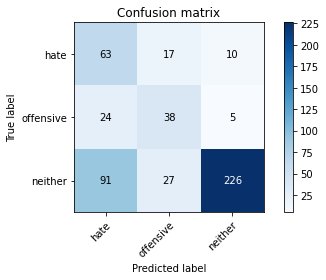 Confusion matrix
hate 63 17 10
offensive 24 38 5
neither 91 27 226
hate offensive neither
True label
Predicted label
225
200
175
150
125
100
75
50
25